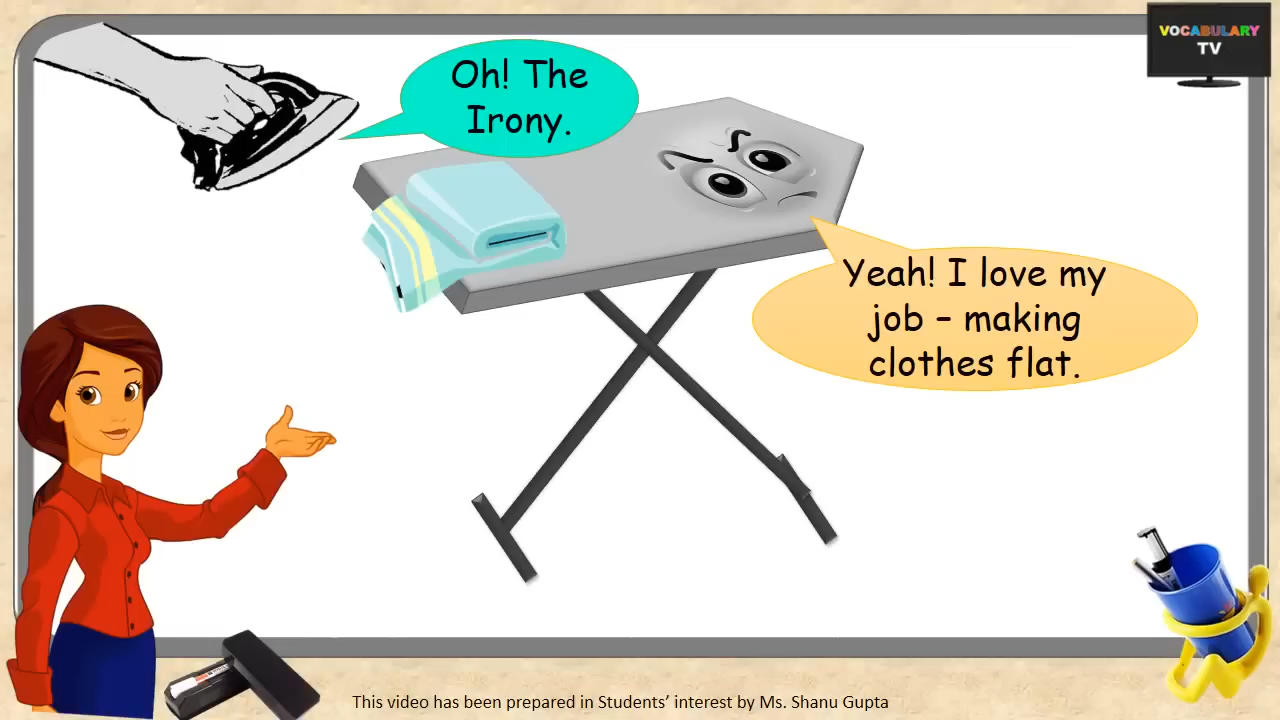 VOCABULARY
TV
Oh! The
Irony.
Yeah! I love my
job – making
clothes flat.
This video has been prepared in Students’ interest by Ms. Shanu Gupta